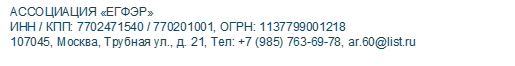 АССОЦИАЦИЯ «ЕГФЭР»
ИНН / КПП: 7702471540 / 770201001, ОГРН: 1137799001218
107045, Москва, Трубная ул., д. 21, Тел: +7 (985) 763-69-78, ar.60@list.ru